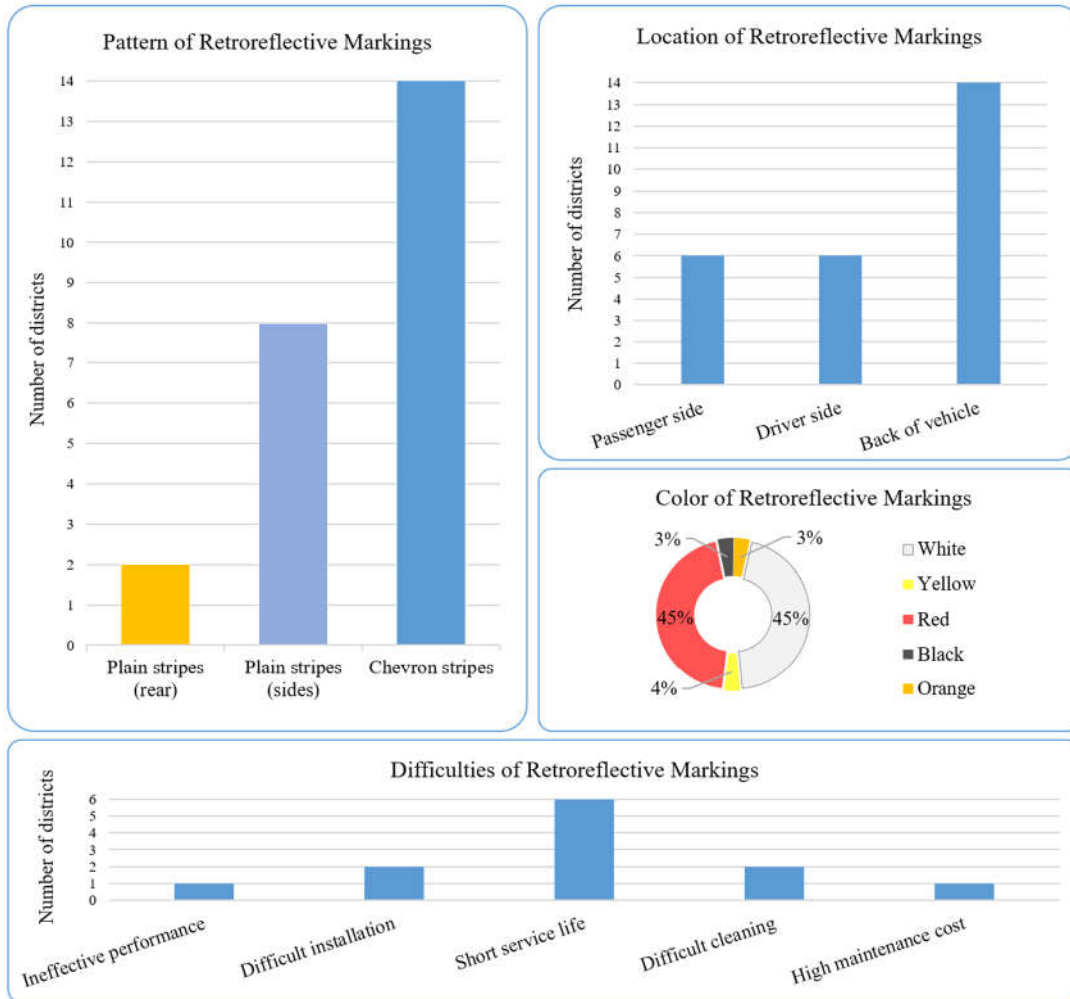 Pattern of Retroreflective Markings
Number of districts
14
13
12
11
10
9
8
7
6
5
4
3
2
1
0
Plain stripes
(rear)
Plain stripes
(sides)
Chevron stripes
Location of Retroreflective Markings
Number of districts
14
13
12
11
10
9
8
7
6
5
4
3
2
1
0
Passenger side
Driver side
Back of vehicle
Color of Retroreflective Markings
3%
3%
45%
45%
4%
White
Yellow
Red
Black
Orange
Difficulties of Retroreflective Markings
Number of districts
6
5
4
3
2
1
0
Ineffective performance
Difficult installation
Short service life
Difficult cleaning
High maintenance cost